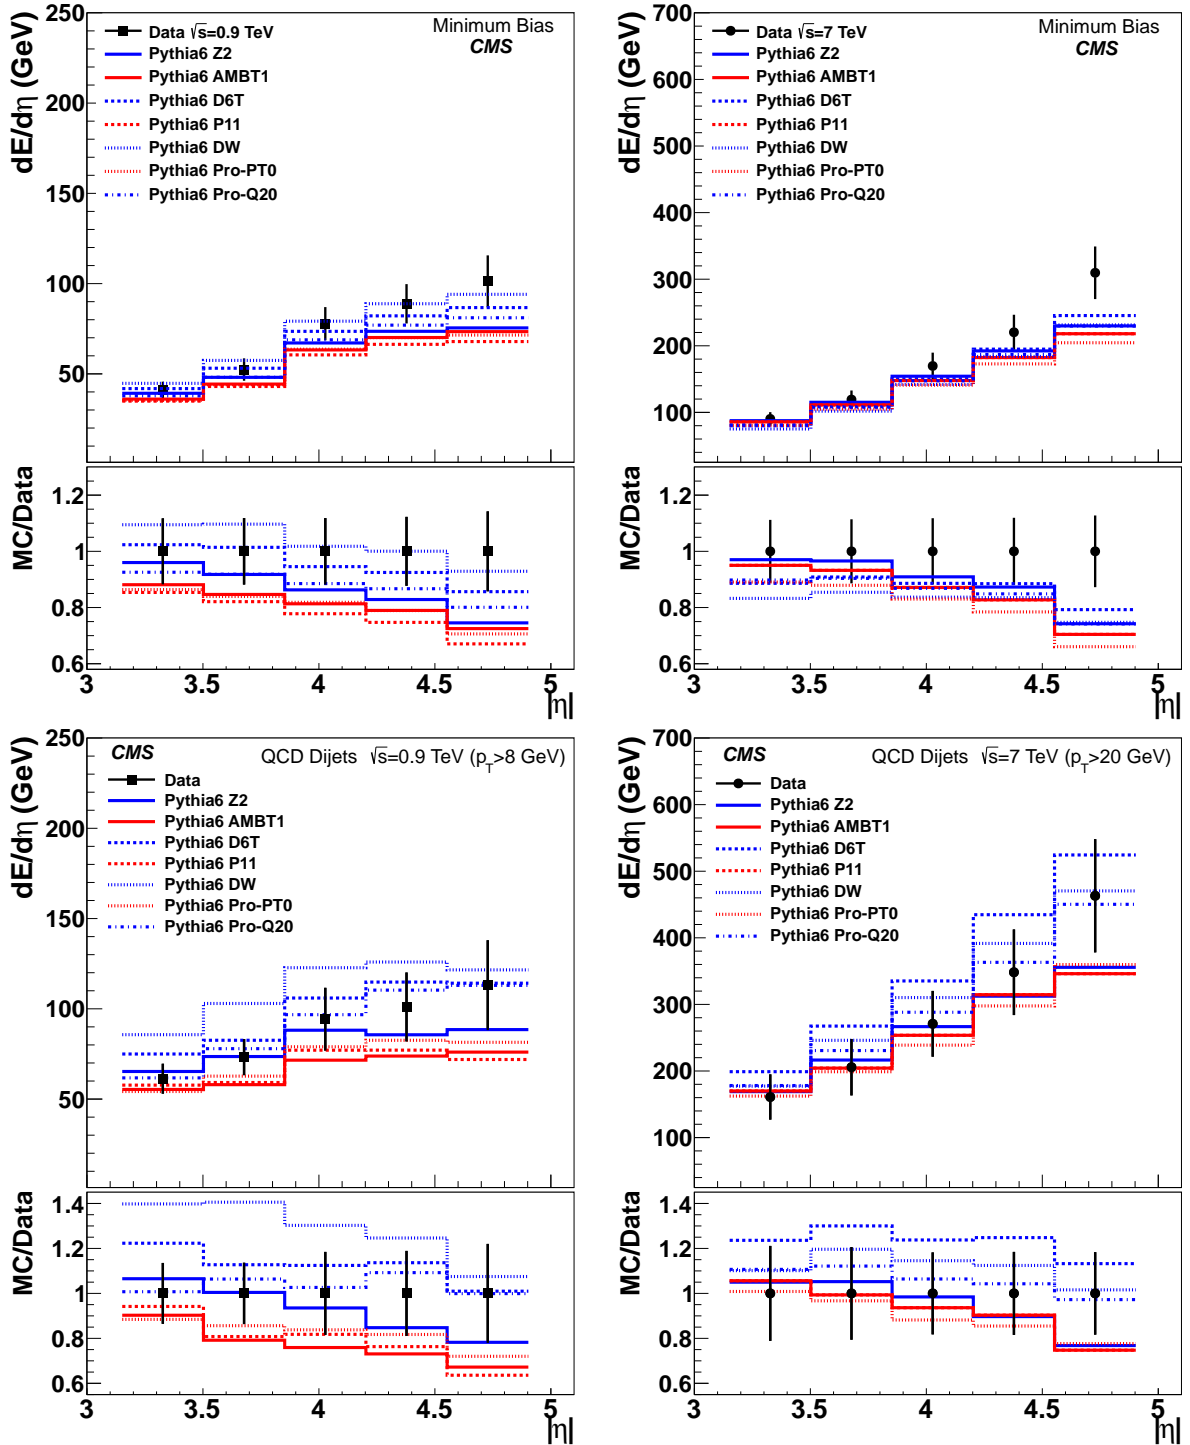 250
200
150
100
50
dE/dη (GeV)
Minimum Bias
CMS
Data √s=0.9 TeV
Pythia6 Z2
Pythia6 AMBT1
Pythia6 D6T
Pythia6 P11
Pythia6 DW
Pythia6 Pro-PT0
Pythia6 Pro-Q20
1.2
1
0.8
0.6
MC/Data
3 3.5 4 4.5 5
|η|
700
600
500
400
300
200
100
dE/dη (GeV)
Minimum Bias
CMS
Data √s=7 TeV
Pythia6 Z2
Pythia6 AMBT1
Pythia6 D6T
Pythia6 P11
Pythia6 DW
Pythia6 Pro-PT0
Pythia6 Pro-Q20
1.2
1
0.8
0.6
MC/Data
3 3.5 4 4.5 5
|η|
250
200
150
100
50
dE/dη (GeV)
CMS QCD Dijets √s=0.9 TeV (p_T>8 GeV)
Data
Pythia6 Z2
Pythia6 AMBT1
Pythia6 D6T
Pythia6 P11
Pythia6 DW
Pythia6 Pro-PT0
Pythia6 Pro-Q20
1.4
1.2
1
0.8
0.6
MC/Data
3 3.5 4 4.5 5
|η|
700
600
500
400
300
200
100
dE/dη (GeV)
CMS QCD Dijets √s=7 TeV (p_T>20 GeV)
Data
Pythia6 Z2
Pythia6 AMBT1
Pythia6 D6T
Pythia6 P11
Pythia6 DW
Pythia6 Pro-PT0
Pythia6 Pro-Q20
1.4
1.2
1
0.8
0.6
MC/Data
3 3.5 4 4.5 5
|η|